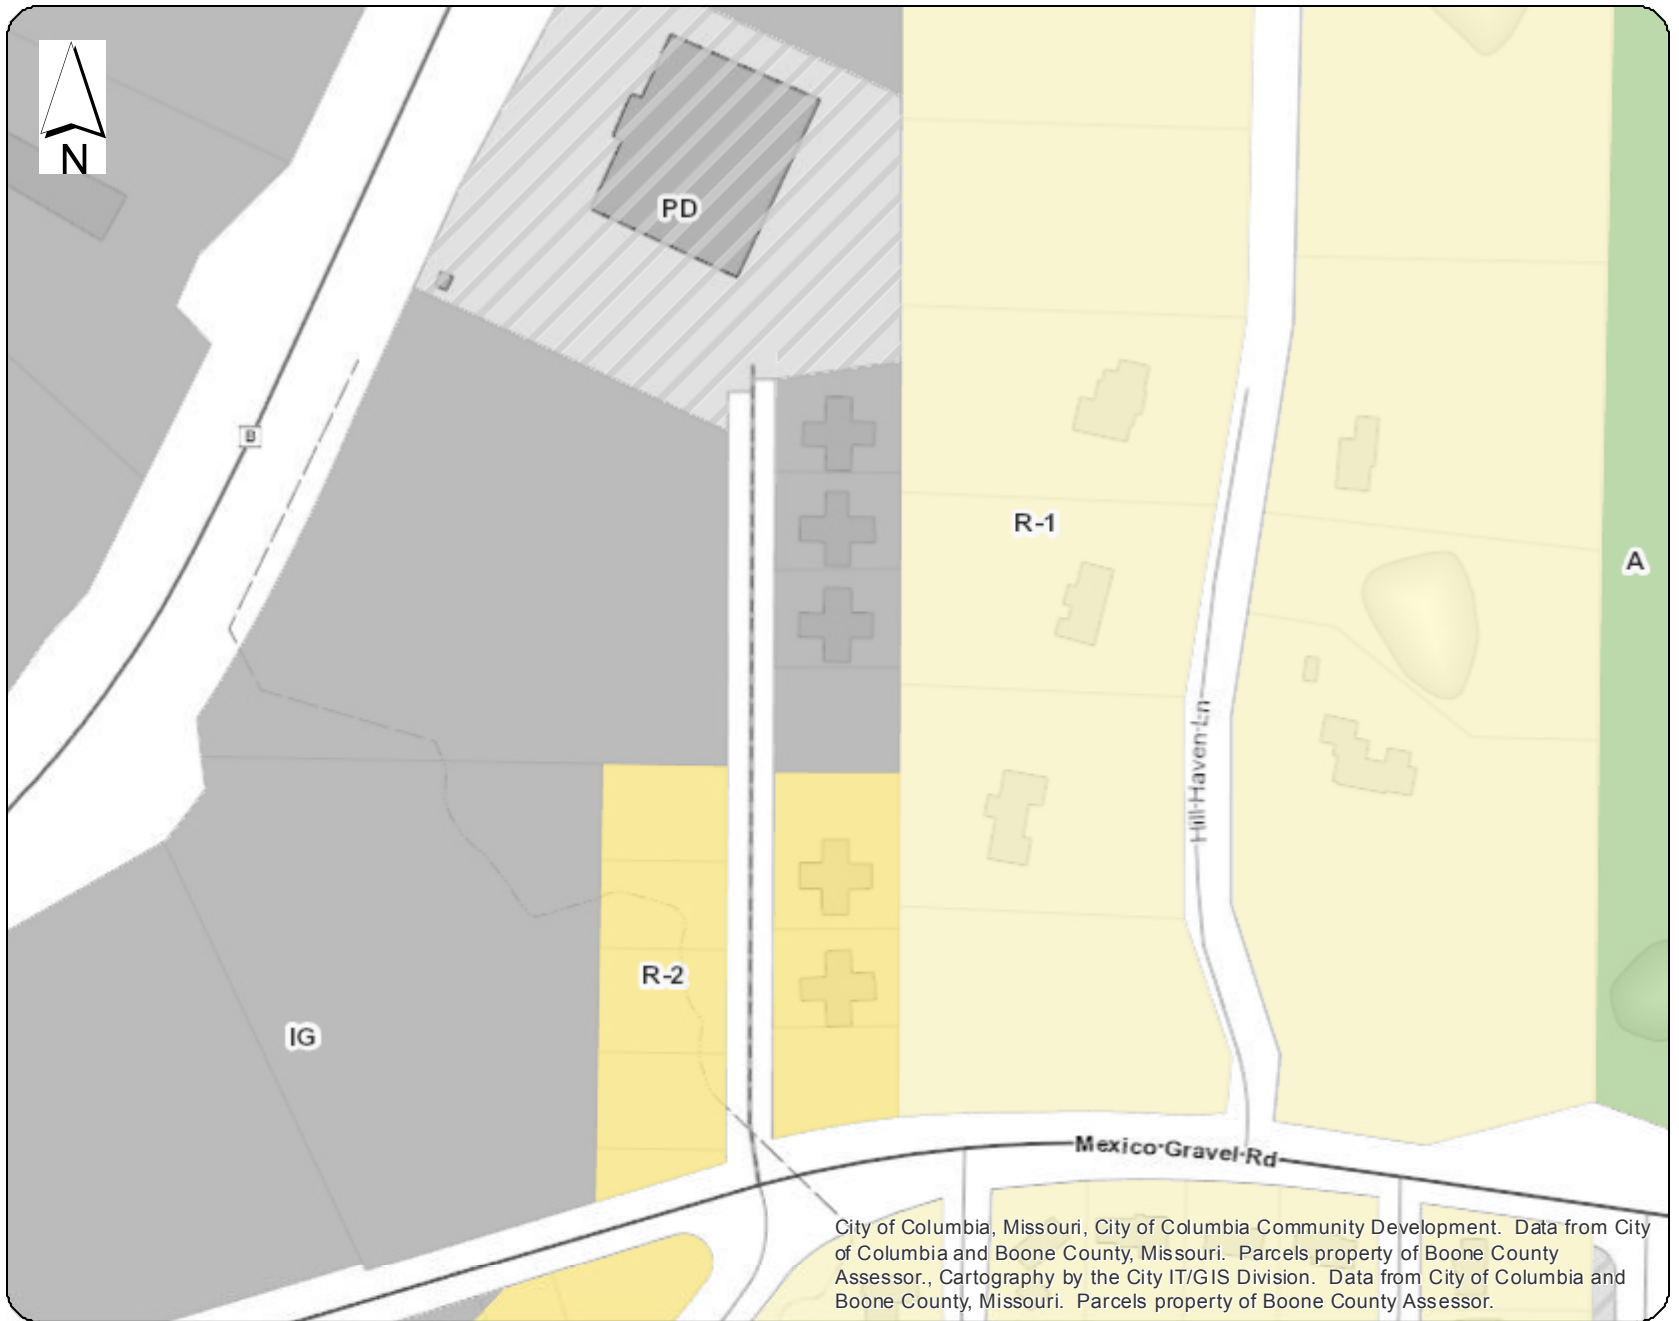 N
PD
B
R-1
A
Hill Haven Ln
R-2
IG
Mexico Gravel Rd
City of Columbia, Missouri, City of Columbia Community Development.  Data from City
of Columbia and Boone County, Missouri.  Parcels property of Boone County
Assessor., Cartography by the City IT/GIS Division.  Data from City of Columbia and
Boone County, Missouri.  Parcels property of Boone County Assessor.